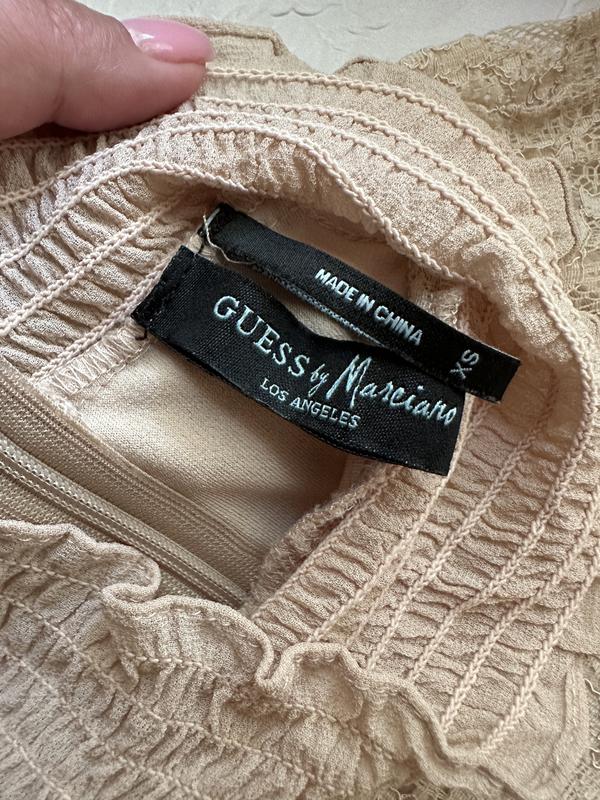 MADE IN CHINA
XS
GUESS by Marciano
LOS ANGELES